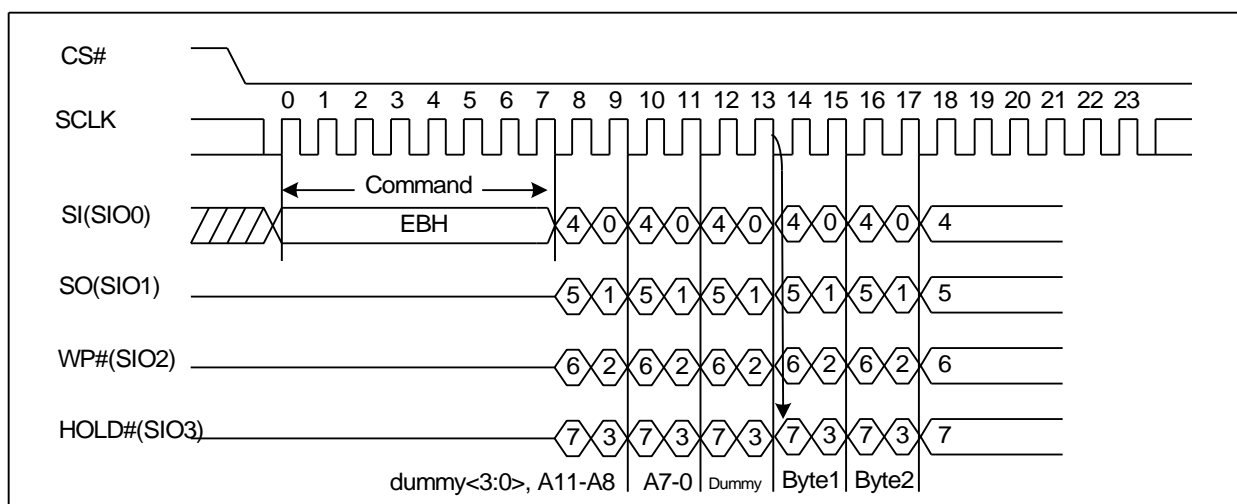 CS#
0 1 2 3 4 5 6 7 8 9 10 11 12 13 14 15 16 17 18 19 20 21 22 23
SCLK
Command
SI(SIO0) EBH 4 0 4 0 4 0 4 0 4 0 4
SO(SIO1) 5 1 5 1 5 1 5 1 5 1 5
WP#(SIO2) 6 2 6 2 6 2 6 2 6 2 6
HOLD#(SIO3) 7 3 7 3 7 3 7 3 7 3 7
dummy<3:0>, A11-A8 A7-0 Dummy Byte1 Byte2